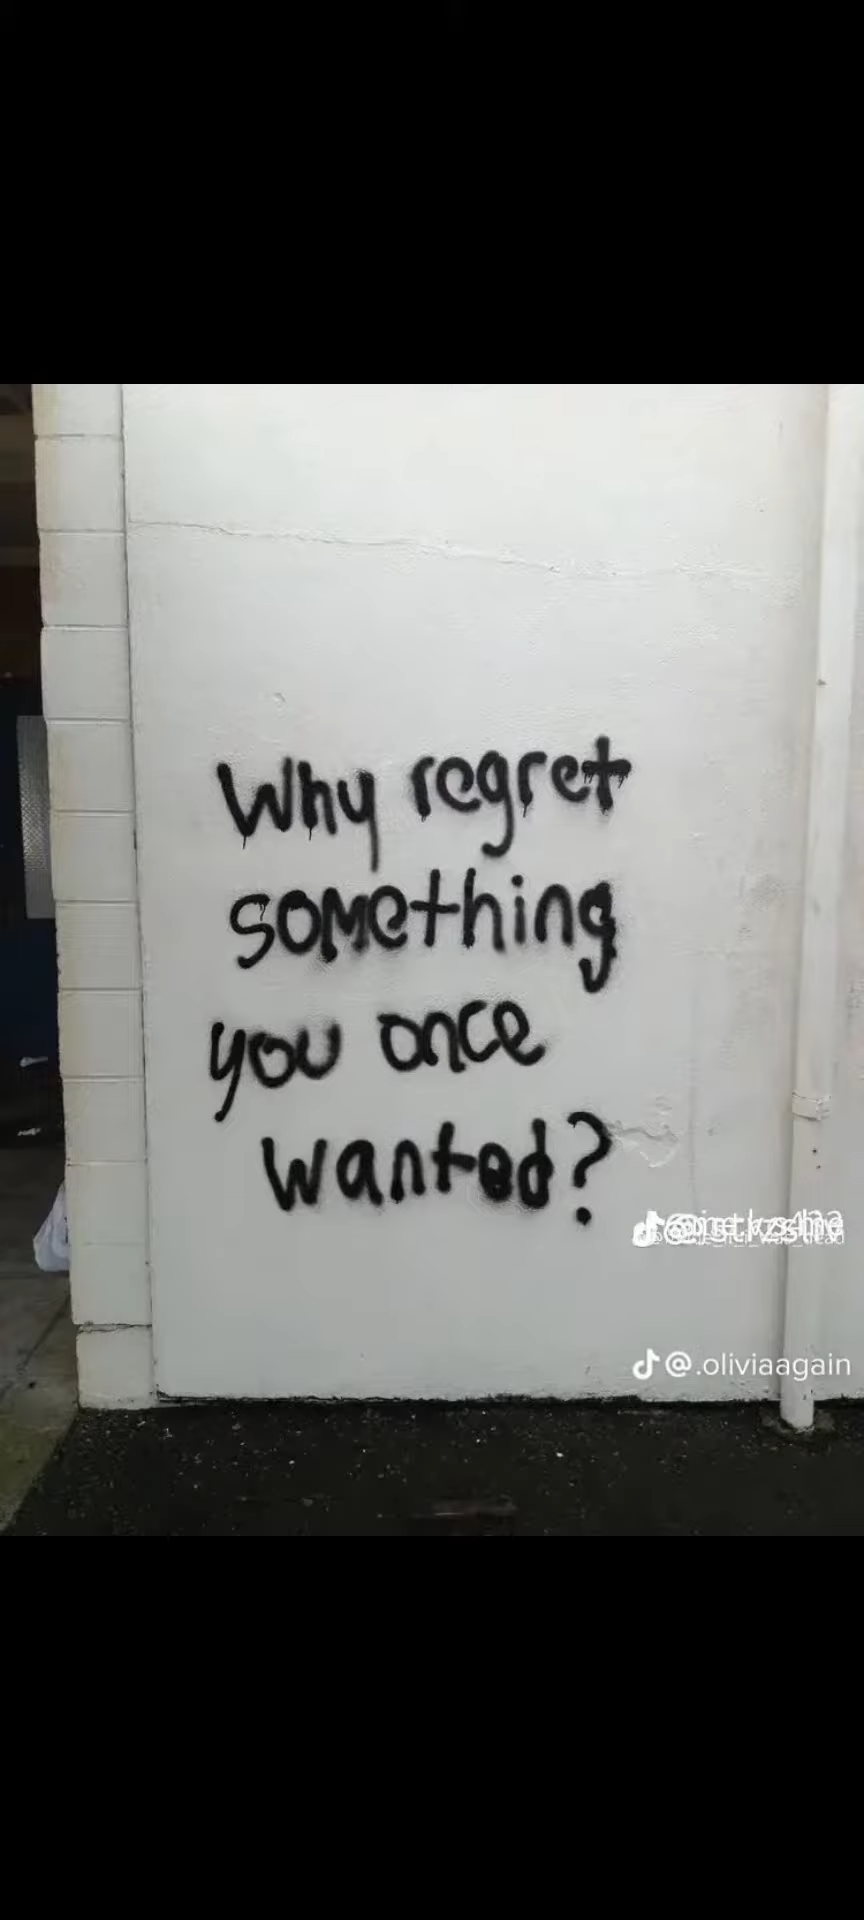 Why regret
something
you once
wanted?
@.oliviaagain